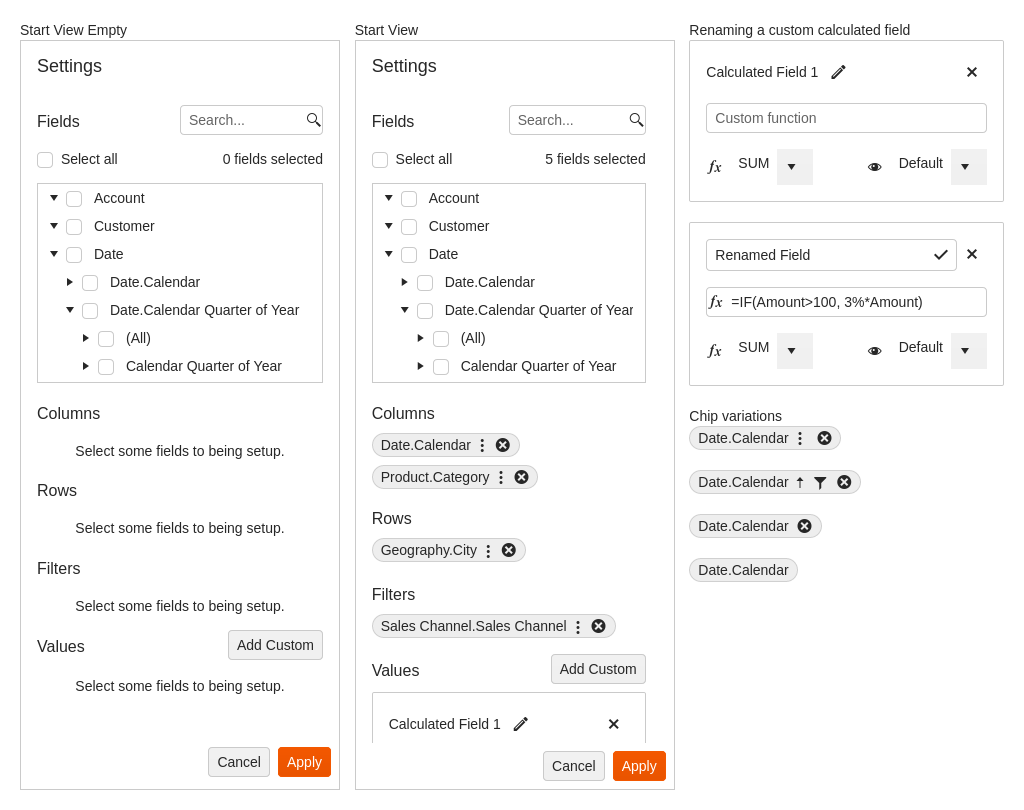 Start View Empty
Settings
Fields
Search...
Select all
0 fields selected
Account
Customer
Date
Date.Calendar
Date.Calendar Quarter of Year
(All)
Calendar Quarter of Year
Columns
Select some fields to being setup.
Rows
Select some fields to being setup.
Filters
Select some fields to being setup.
Values
Add Custom
Select some fields to being setup.
Cancel
Apply
Start View
Settings
Fields
Search...
Select all
5 fields selected
Account
Customer
Date
Date.Calendar
Date.Calendar Quarter of Year
(All)
Calendar Quarter of Year
Columns
Date.Calendar
Product.Category
Rows
Geography.City
Filters
Sales Channel.Sales Channel
Values
Add Custom
Calculated Field 1
Cancel
Apply
Renaming a custom calculated field
Calculated Field 1
Custom function
fx SUM
Default
Renamed Field
fx =IF(Amount>100, 3%*Amount)
fx SUM
Default
Chip variations
Date.Calendar
Date.Calendar
Date.Calendar
Date.Calendar